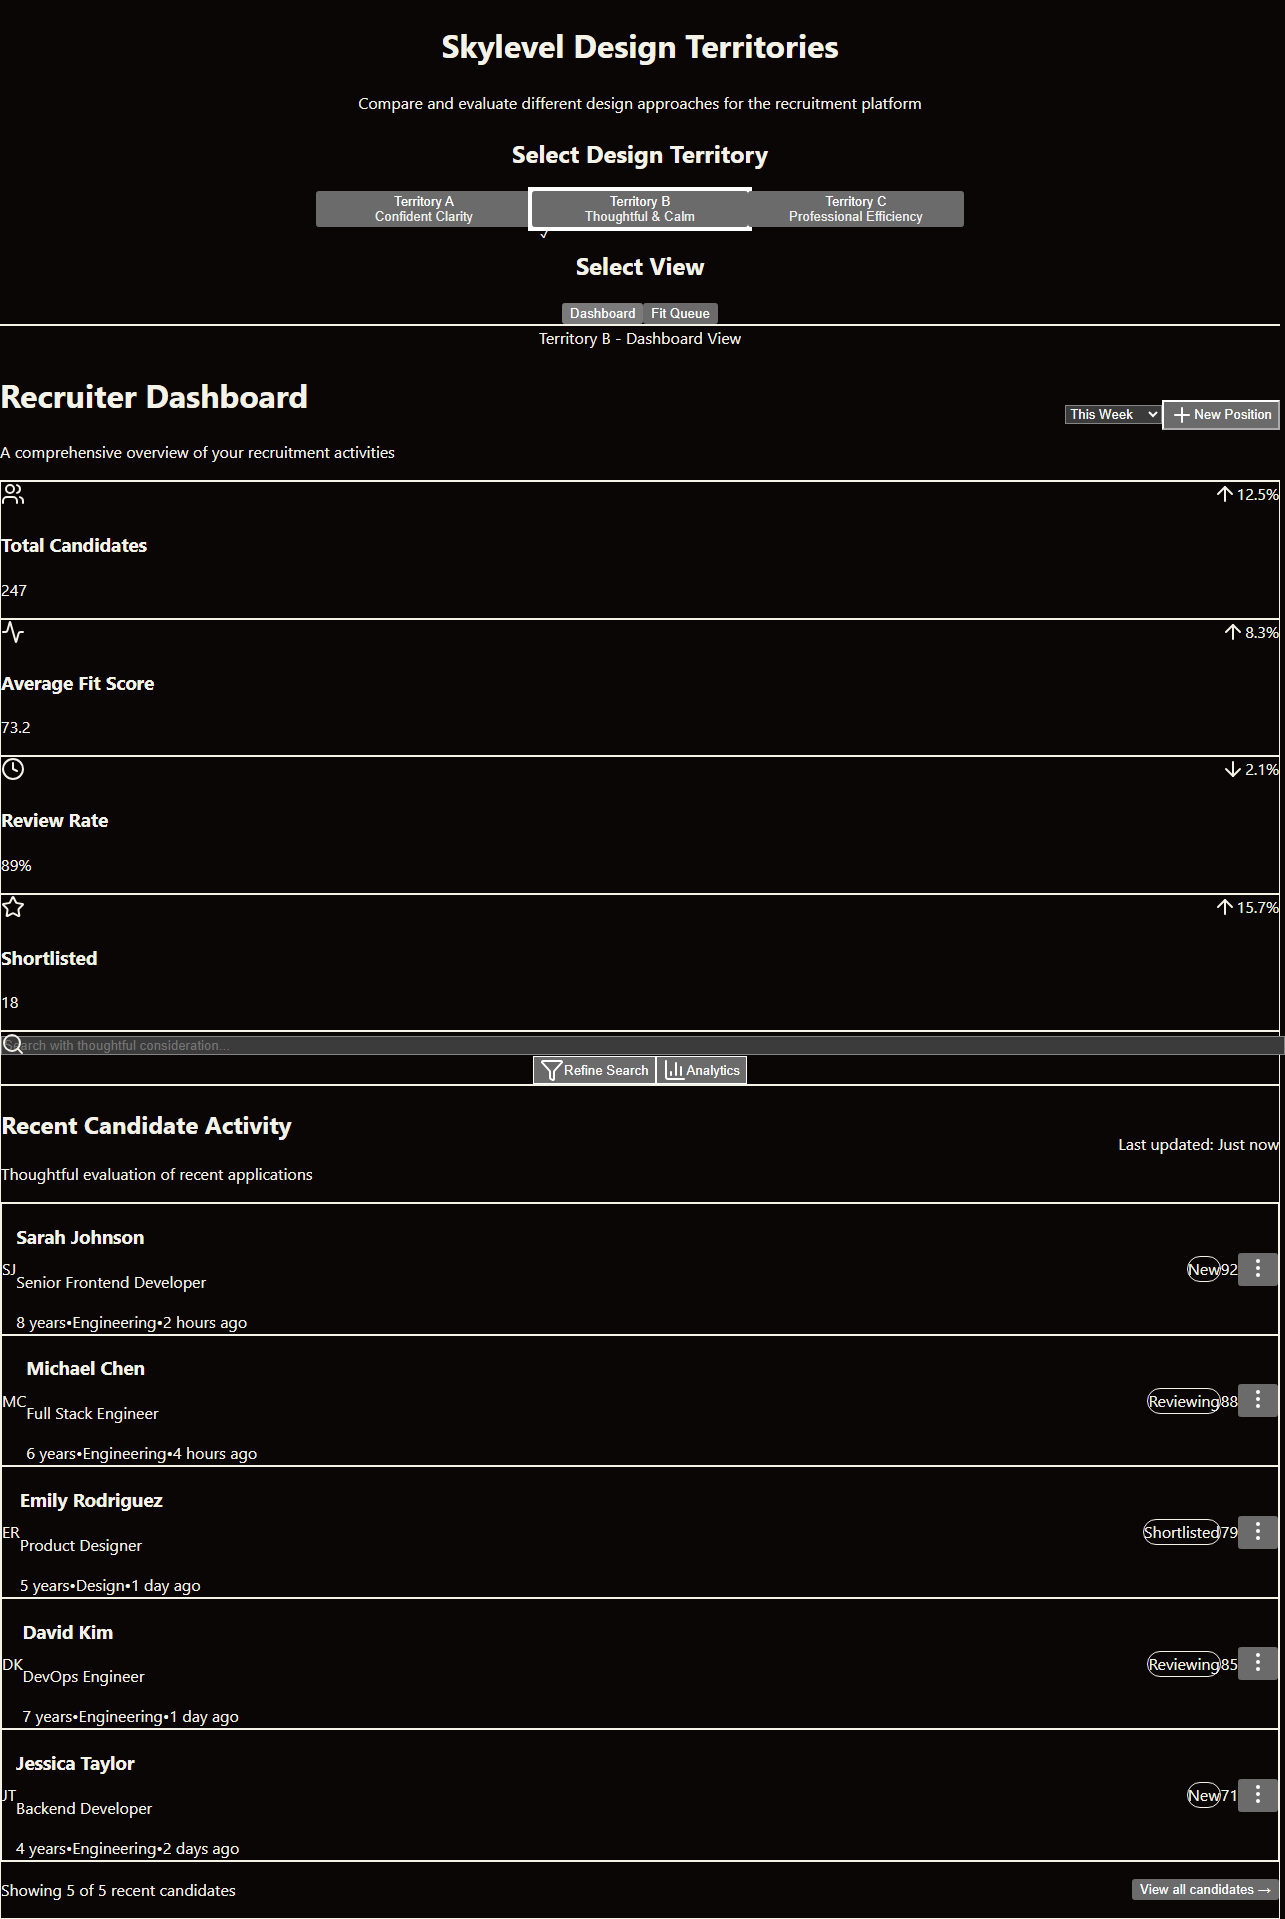 Skylevel Design Territories
Compare and evaluate different design approaches for the recruitment platform
Select Design Territory
Territory A
Confident Clarity
Territory B
Thoughtful & Calm
Territory C
Professional Efficiency
✓
Select View
Dashboard
Fit Queue
Territory B - Dashboard View
Recruiter Dashboard
This Week
New Position
A comprehensive overview of your recruitment activities
12.5%
Total Candidates
247
8.3%
Average Fit Score
73.2
2.1%
Review Rate
89%
15.7%
Shortlisted
18
Search with thoughtful consideration...
Refine Search
Analytics
Recent Candidate Activity
Last updated: Just now
Thoughtful evaluation of recent applications
SJ
Sarah Johnson
Senior Frontend Developer
8 years•Engineering•2 hours ago
New
92
MC
Michael Chen
Full Stack Engineer
6 years•Engineering•4 hours ago
Reviewing
88
ER
Emily Rodriguez
Product Designer
5 years•Design•1 day ago
Shortlisted
79
DK
David Kim
DevOps Engineer
7 years•Engineering•1 day ago
Reviewing
85
JT
Jessica Taylor
Backend Developer
4 years•Engineering•2 days ago
New
71
Showing 5 of 5 recent candidates
View all candidates →